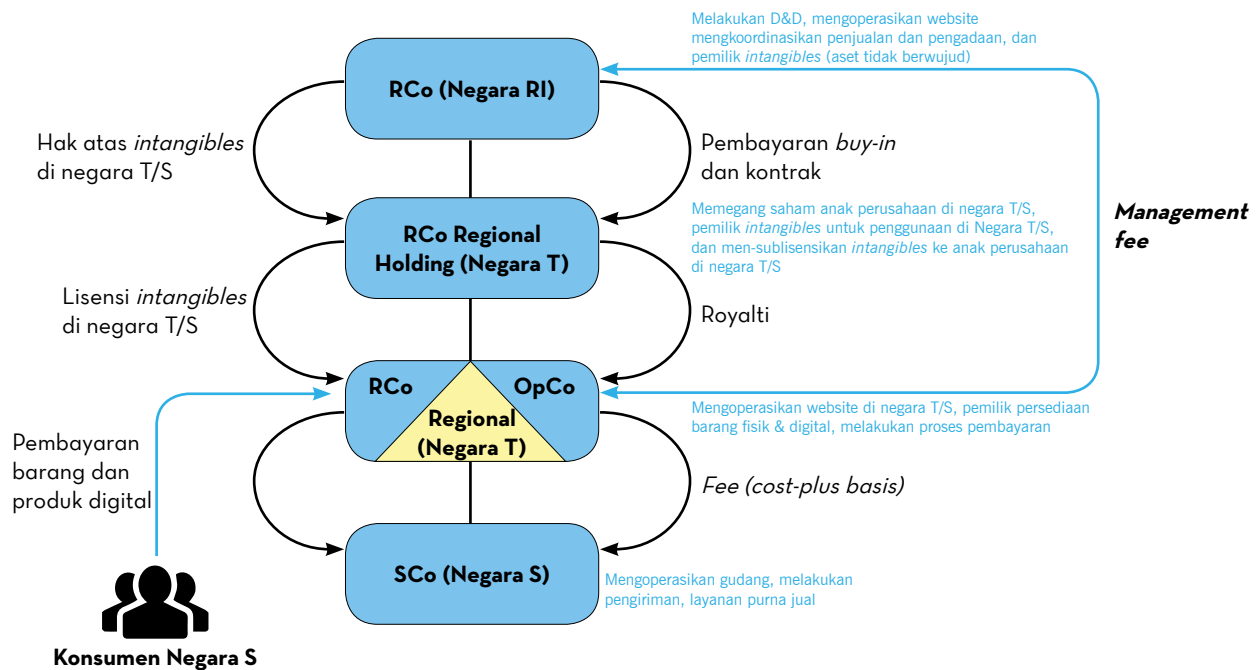 Melakukan D&D, mengoperasikan website
mengkoordinasikan penjualan dan pengadaan, dan
pemilik intangibles (aset tidak berwujud)
RCo (Negara RI)
Hak atas intangibles
di negara T/S
Pembayaran buy-in
dan kontrak
Memegang saham anak perusahaan di negara T/S,
pemilik intangibles untuk penggunaan di Negara T/S,
dan men-sublisensikan intangibles ke anak perusahaan
di negara T/S
Management
fee
RCo Regional
Holding (Negara T)
Lisensi intangibles
di negara T/S
Royalti
RCo
OpCo
Regional
(Negara T)
Mengoperasikan website di negara T/S, pemilik persediaan
barang fisik & digital, melakukan proses pembayaran
Pembayaran
barang dan
produk digital
Fee (cost-plus basis)
SCo (Negara S)
Mengoperasikan gudang, melakukan
pengiriman, layanan purna jual
Konsumen Negara S